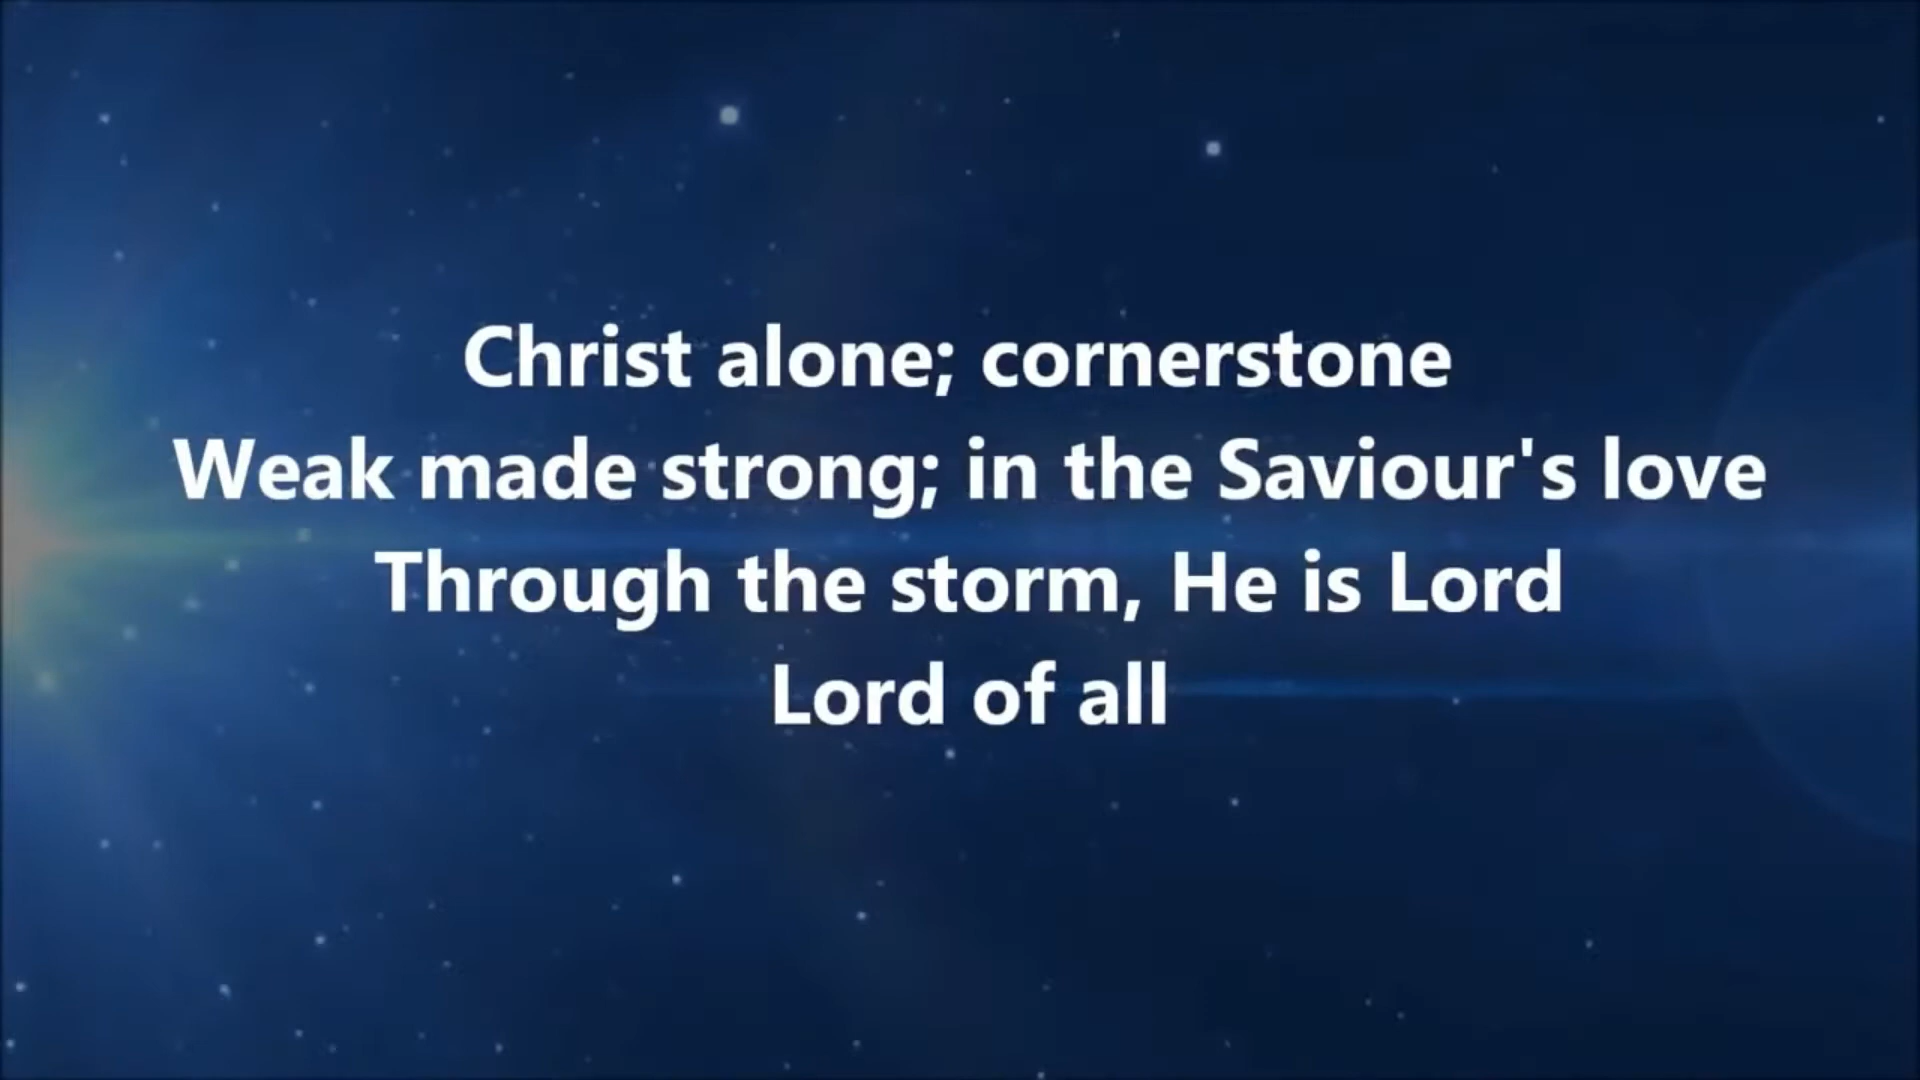 Christ alone; cornerstone
Weak made strong; in the Saviour's love
Through the storm, He is Lord
Lord of all